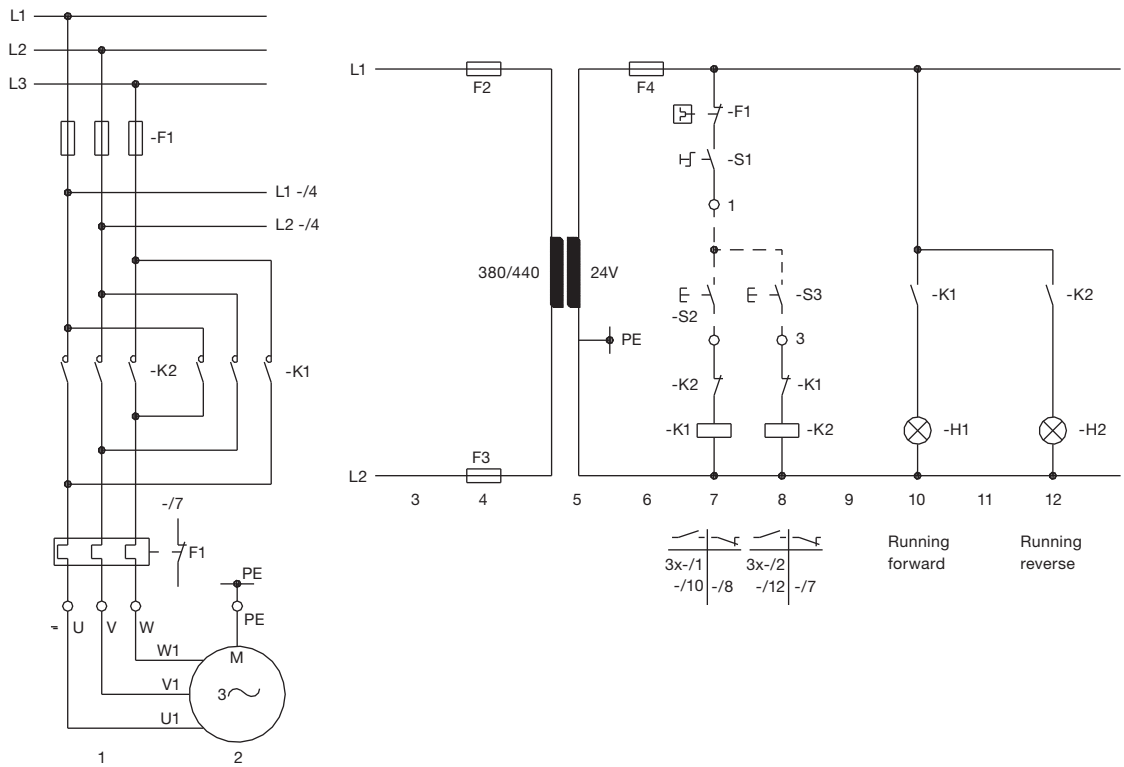 L1
L2
L3
-F1
L1 -/4
L2 -/4
-K2
-K1
-/7
F1
PE
PE
U
V
W
W1
V1
U1
M
3
1
2
L1
F2
F4
-F1
-S1
1
380/440
24V
PE
-S2
-S3
3
-K2
-K1
-K1
-K2
-K1
-K2
-H1
-H2
L2
F3
3
4
5
6
7
8
9
10
11
12
3x-/1
-/10
-/8
3x-/2
-/12
-/7
Running
forward
Running
reverse